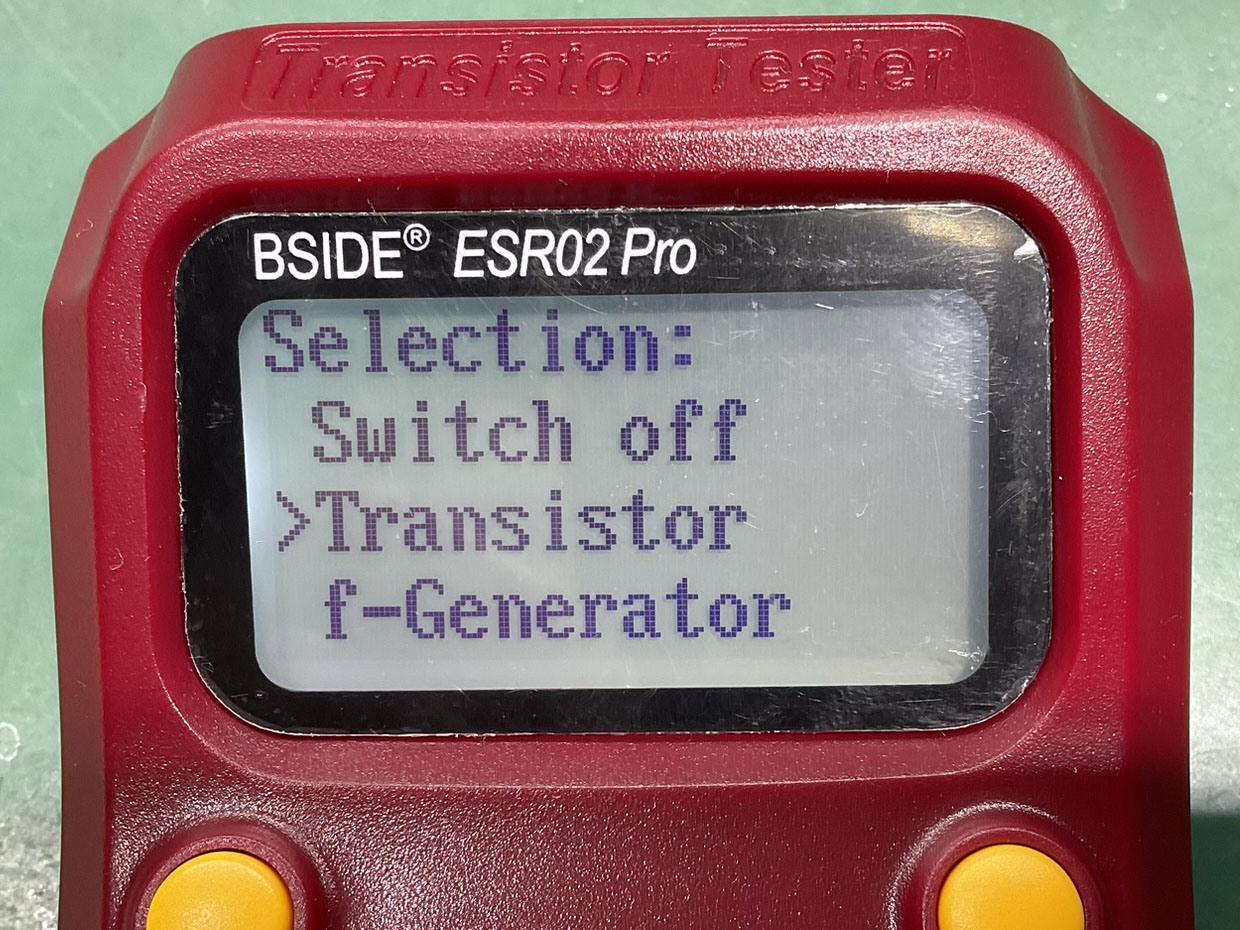 Transistor Tester
BSIDE® ESR02 Pro
Selection:
Switch off
>Transistor
f-Generator